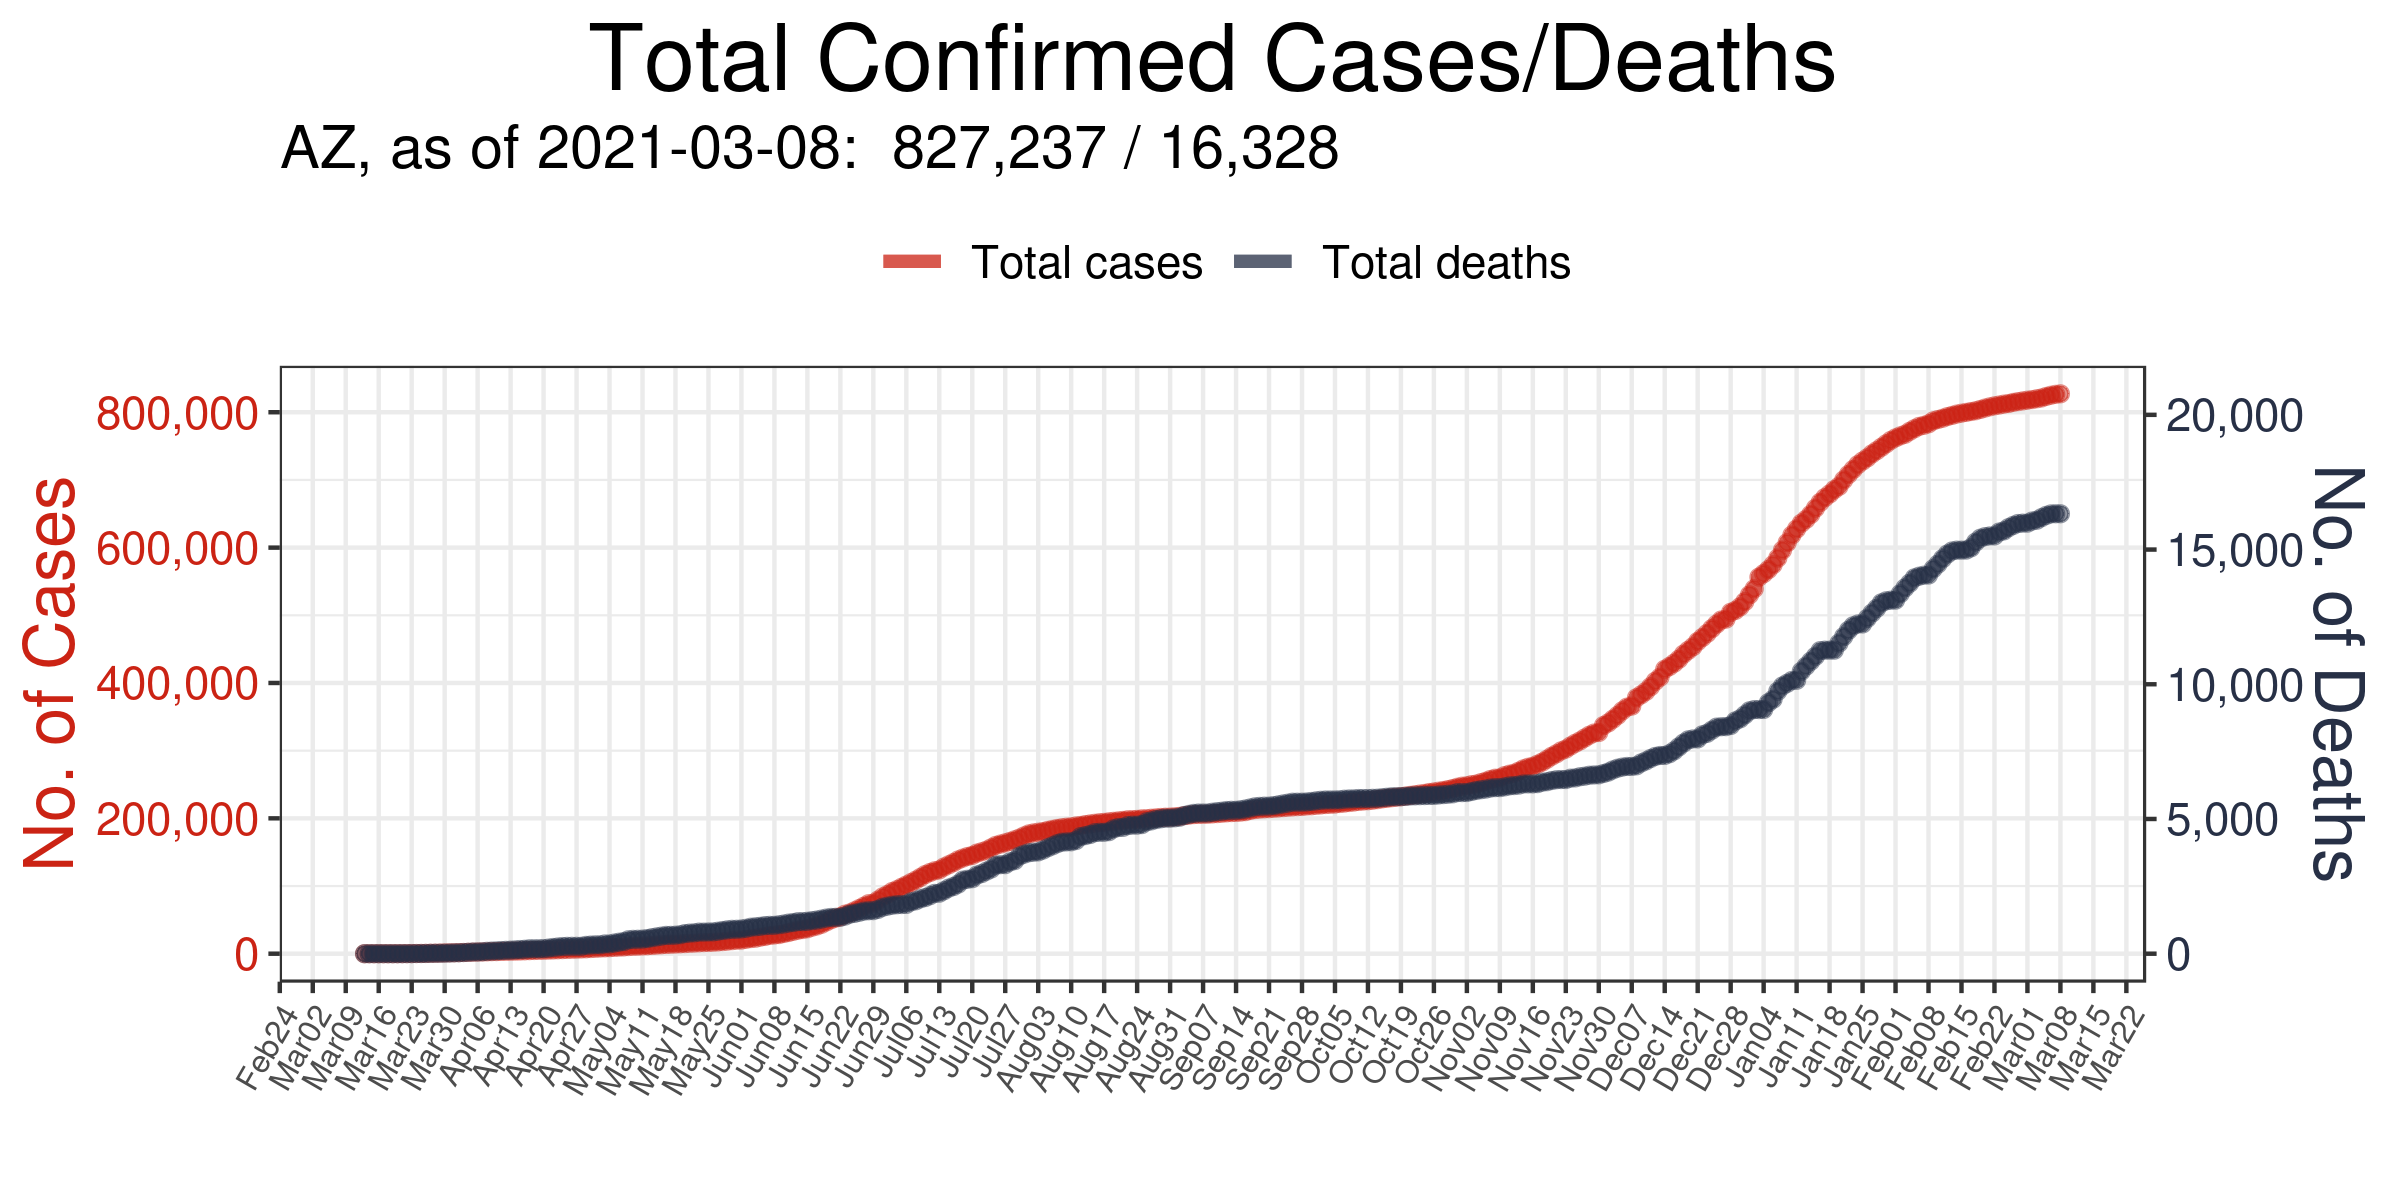 Total Confirmed Cases/Deaths
AZ, as of 2021-03-08:  827,237 / 16,328
Total cases
Total deaths
No. of Cases
800,000
600,000
400,000
200,000
0
20,000
15,000
10,000
5,000
0
No. of Deaths
Feb24
Mar02
Mar09
Mar16
Mar23
Mar30
Apr06
Apr13
Apr20
Apr27
May04
May11
May18
May25
Jun01
Jun08
Jun15
Jun22
Jun29
Jul06
Jul13
Jul20
Jul27
Aug03
Aug10
Aug17
Aug24
Aug31
Sep07
Sep14
Sep21
Sep28
Oct05
Oct12
Oct19
Oct26
Nov02
Nov09
Nov16
Nov23
Nov30
Dec07
Dec14
Dec21
Dec28
Jan04
Jan11
Jan18
Jan25
Feb01
Feb08
Feb15
Feb22
Mar01
Mar08
Mar15
Mar22